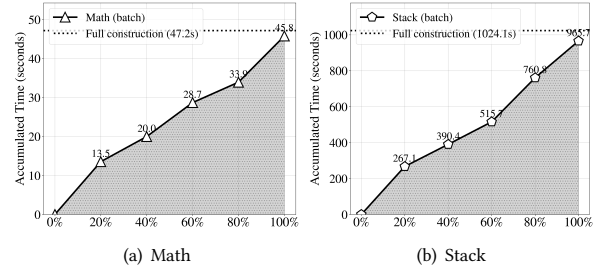 Accumulated Time (seconds)
50
40
30
20
10
0
Math (batch)
Full construction (47.2s)
13.5
20.0
28.7
33.9
45.8
0% 20% 40% 60% 80% 100%
(a) Math
Accumulated Time (seconds)
1000
800
600
400
200
0
Stack (batch)
Full construction (1024.1s)
267.1
390.4
515.7
760.8
965.7
0% 20% 40% 60% 80% 100%
(b) Stack